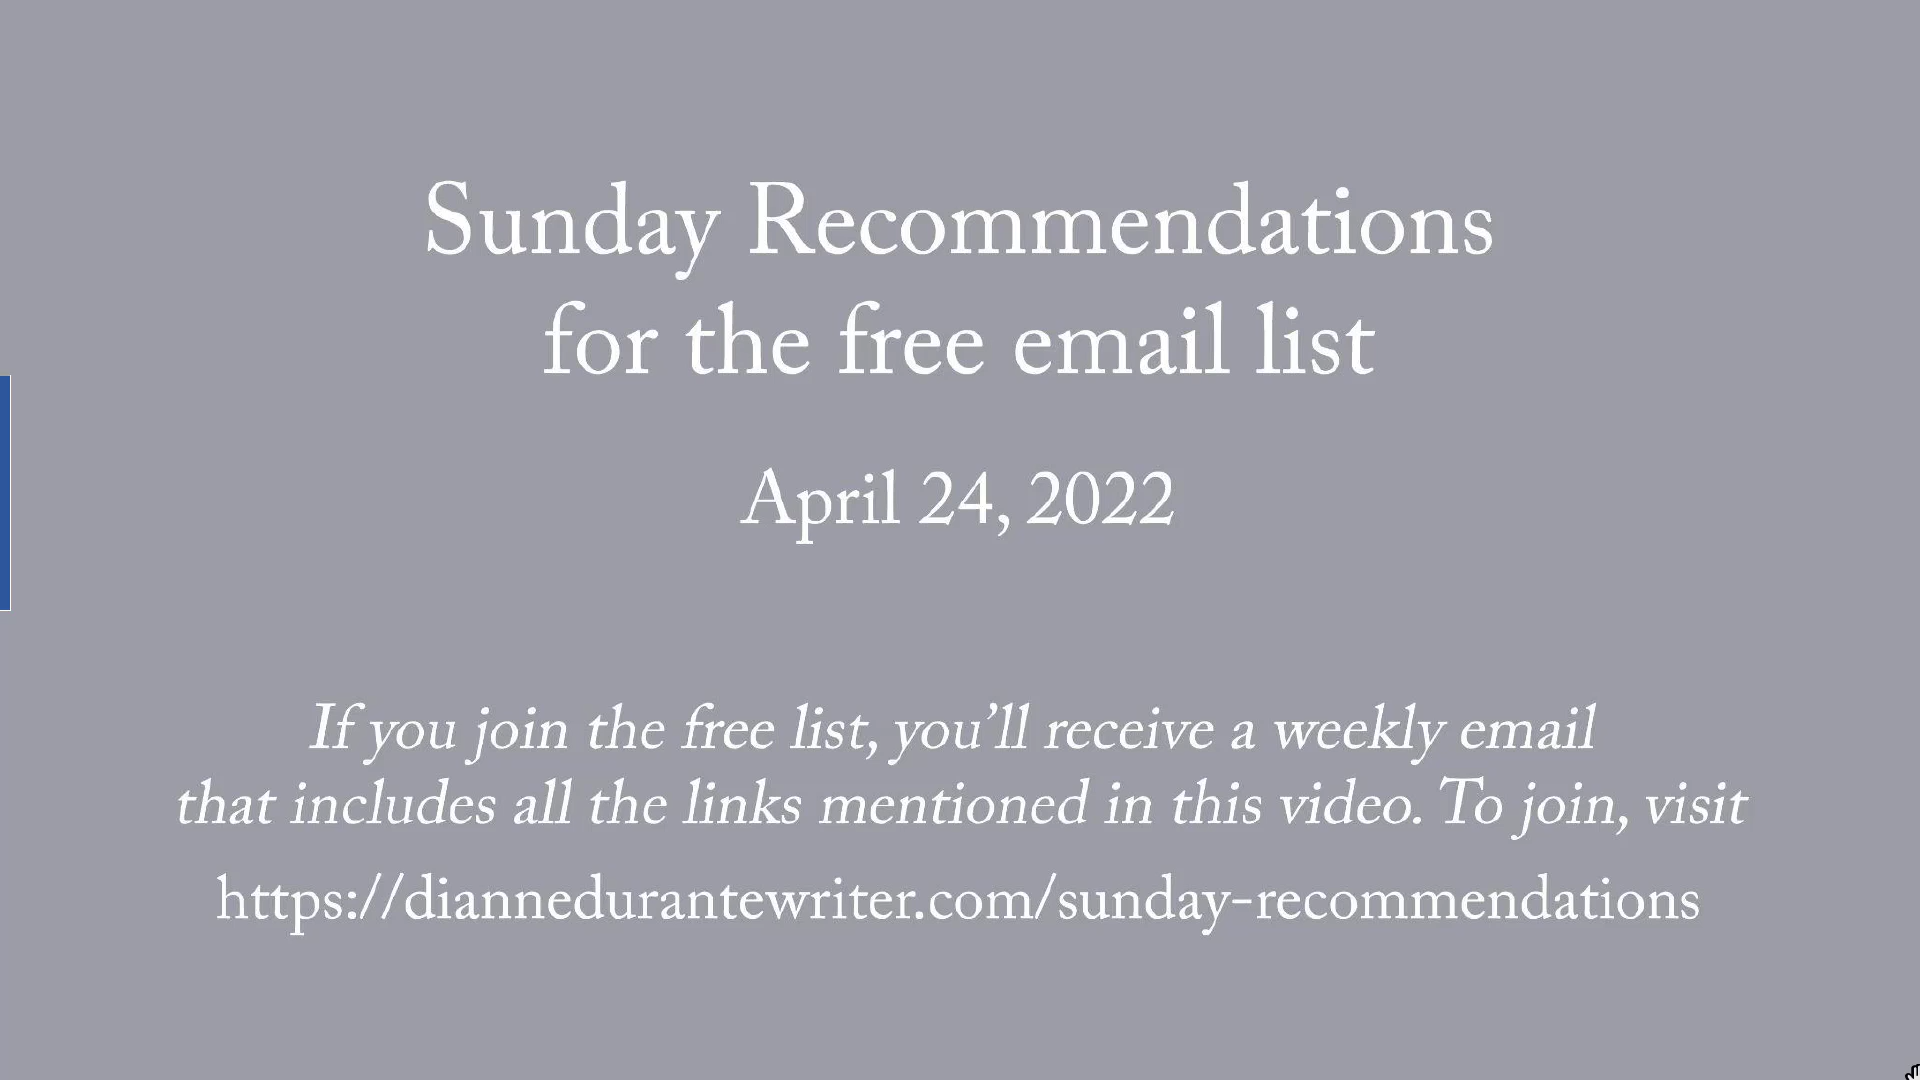 Sunday Recommendations
for the free email list
April 24, 2022
If you join the free list, you’ll receive a weekly email
that includes all the links mentioned in this video. To join, visit
https://diannedurantewriter.com/sunday-recommendations